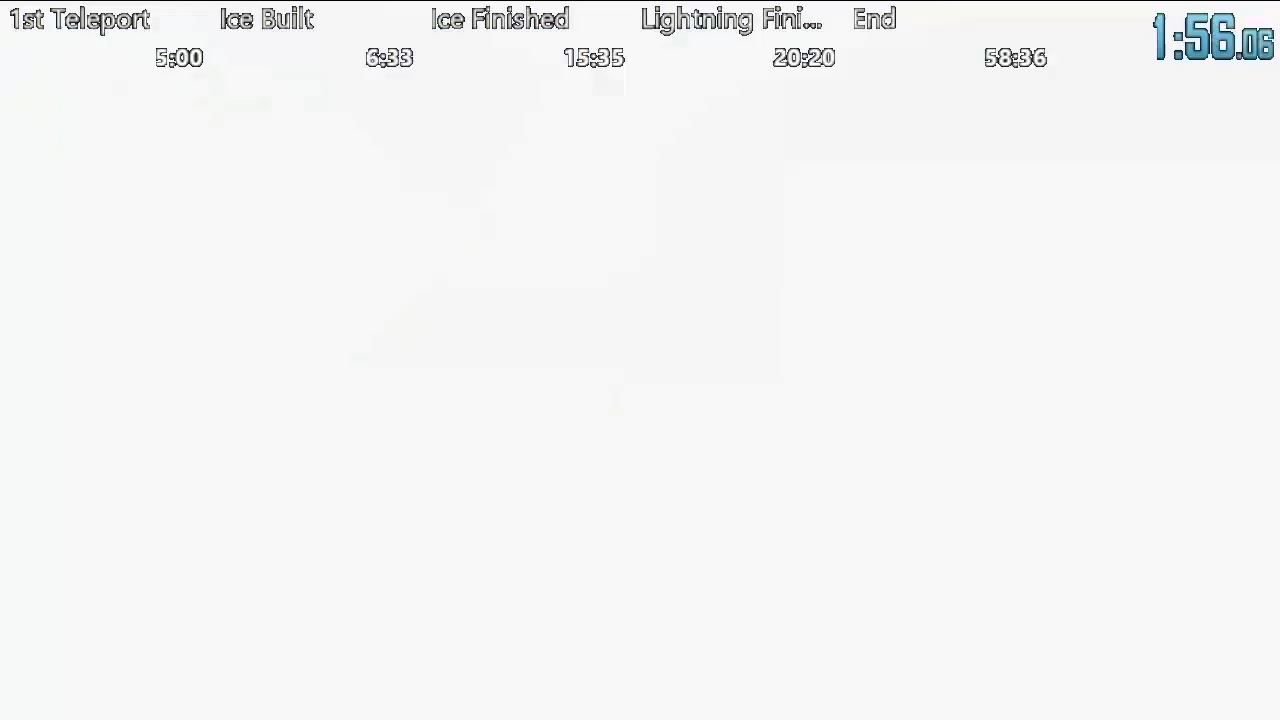 1st Teleport Ice Built Ice Finished Lightning Fini... End 1:56.06
5:00 6:33 15:35 20:20 58:36